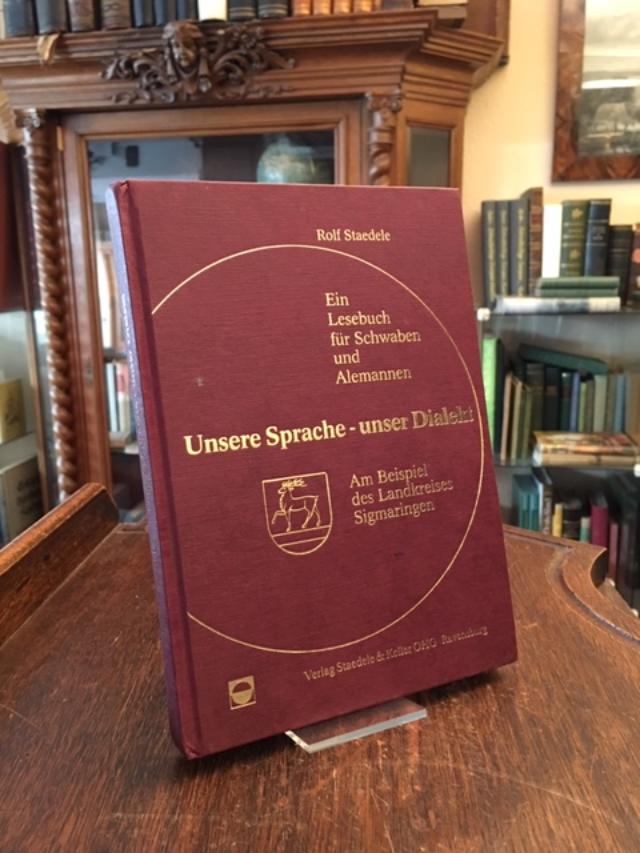 Rolf Staedele
Ein
Lesebuch
für Schwaben
und
Alemannen
Unsere Sprache - unser Dialekt
Am Beispiel
des Landkreises
Sigmaringen
Verlag Staedele & Keller OHG Ravensburg